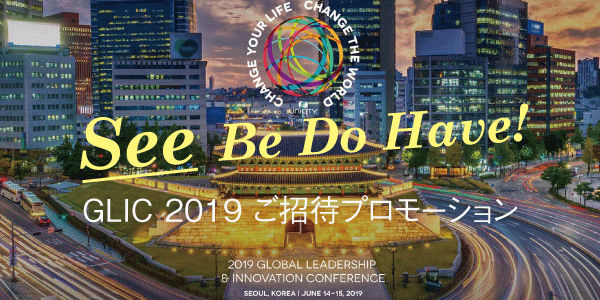 CHANGE YOUR LIFE CHANGE THE WORLD
UNICITY
See Be Do Have!
GLIC 2019 ご招待プロモーション
2019 GLOBAL LEADERSHIP
& INNOVATION CONFERENCE
SEOUL, KOREA | JUNE 14-15, 2019